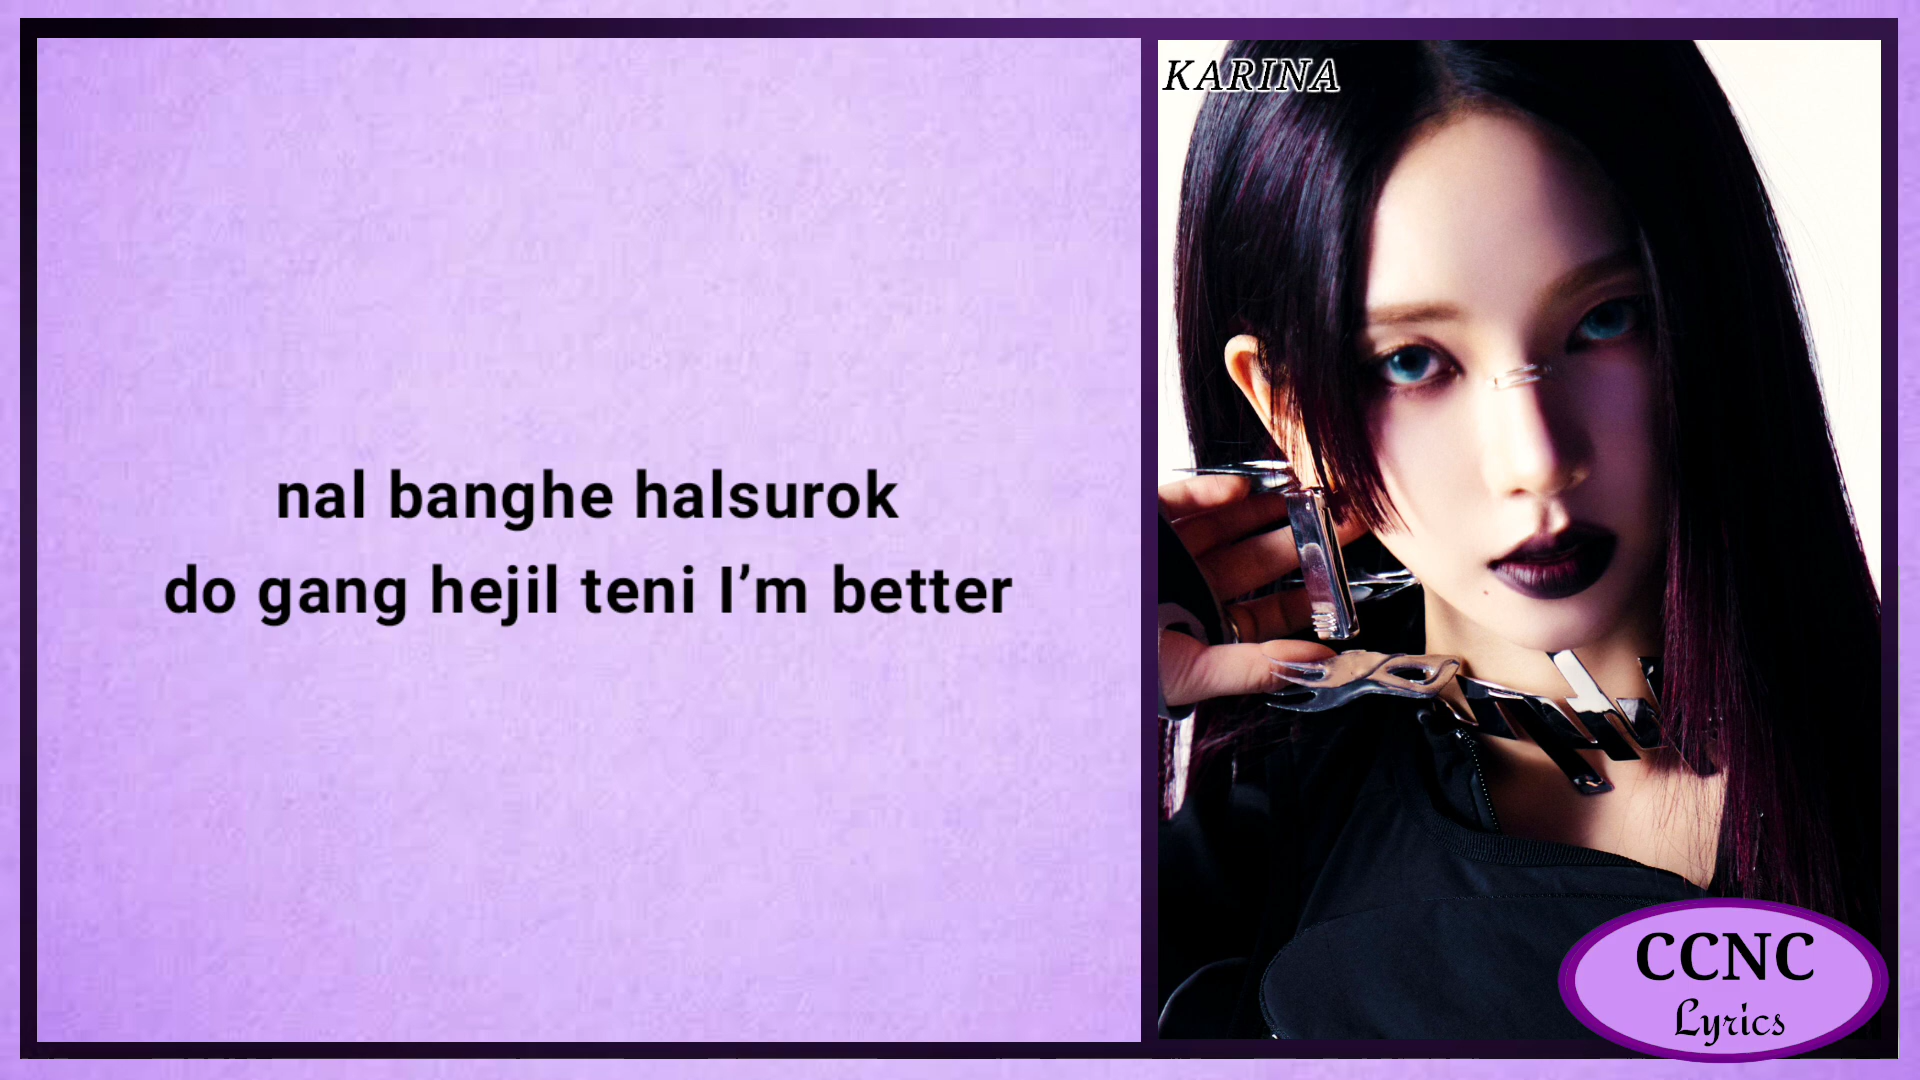 KARINA
nal banghe halsurok
do gang hejil teni I’m better
CCNC
Lyrics